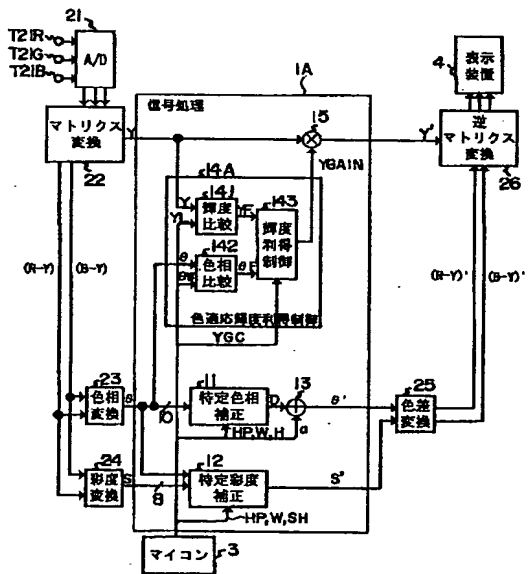 21
T21R
T21G
T21B
A/D
1A
信号処理
4
表示
装置
マトリクス
変換
22
Y
15
Y'
逆
マトリクス
変換
26
YGAIN
14A
141
輝度
比較
YF
143
輝度
利得
制御
142
色相
比較
θ
θF
色適応輝度利得制御
YGC
(R-Y)
(B-Y)
(R-Y)'
(B-Y)'
23
色相
変換
θ
10
11
特定色相
補正
D
13
θ'
a
HP,W,H
25
色差
変換
24
彩度
変換
S
8
12
特定彩度
補正
S'
HP,W,SH
マイコン
3